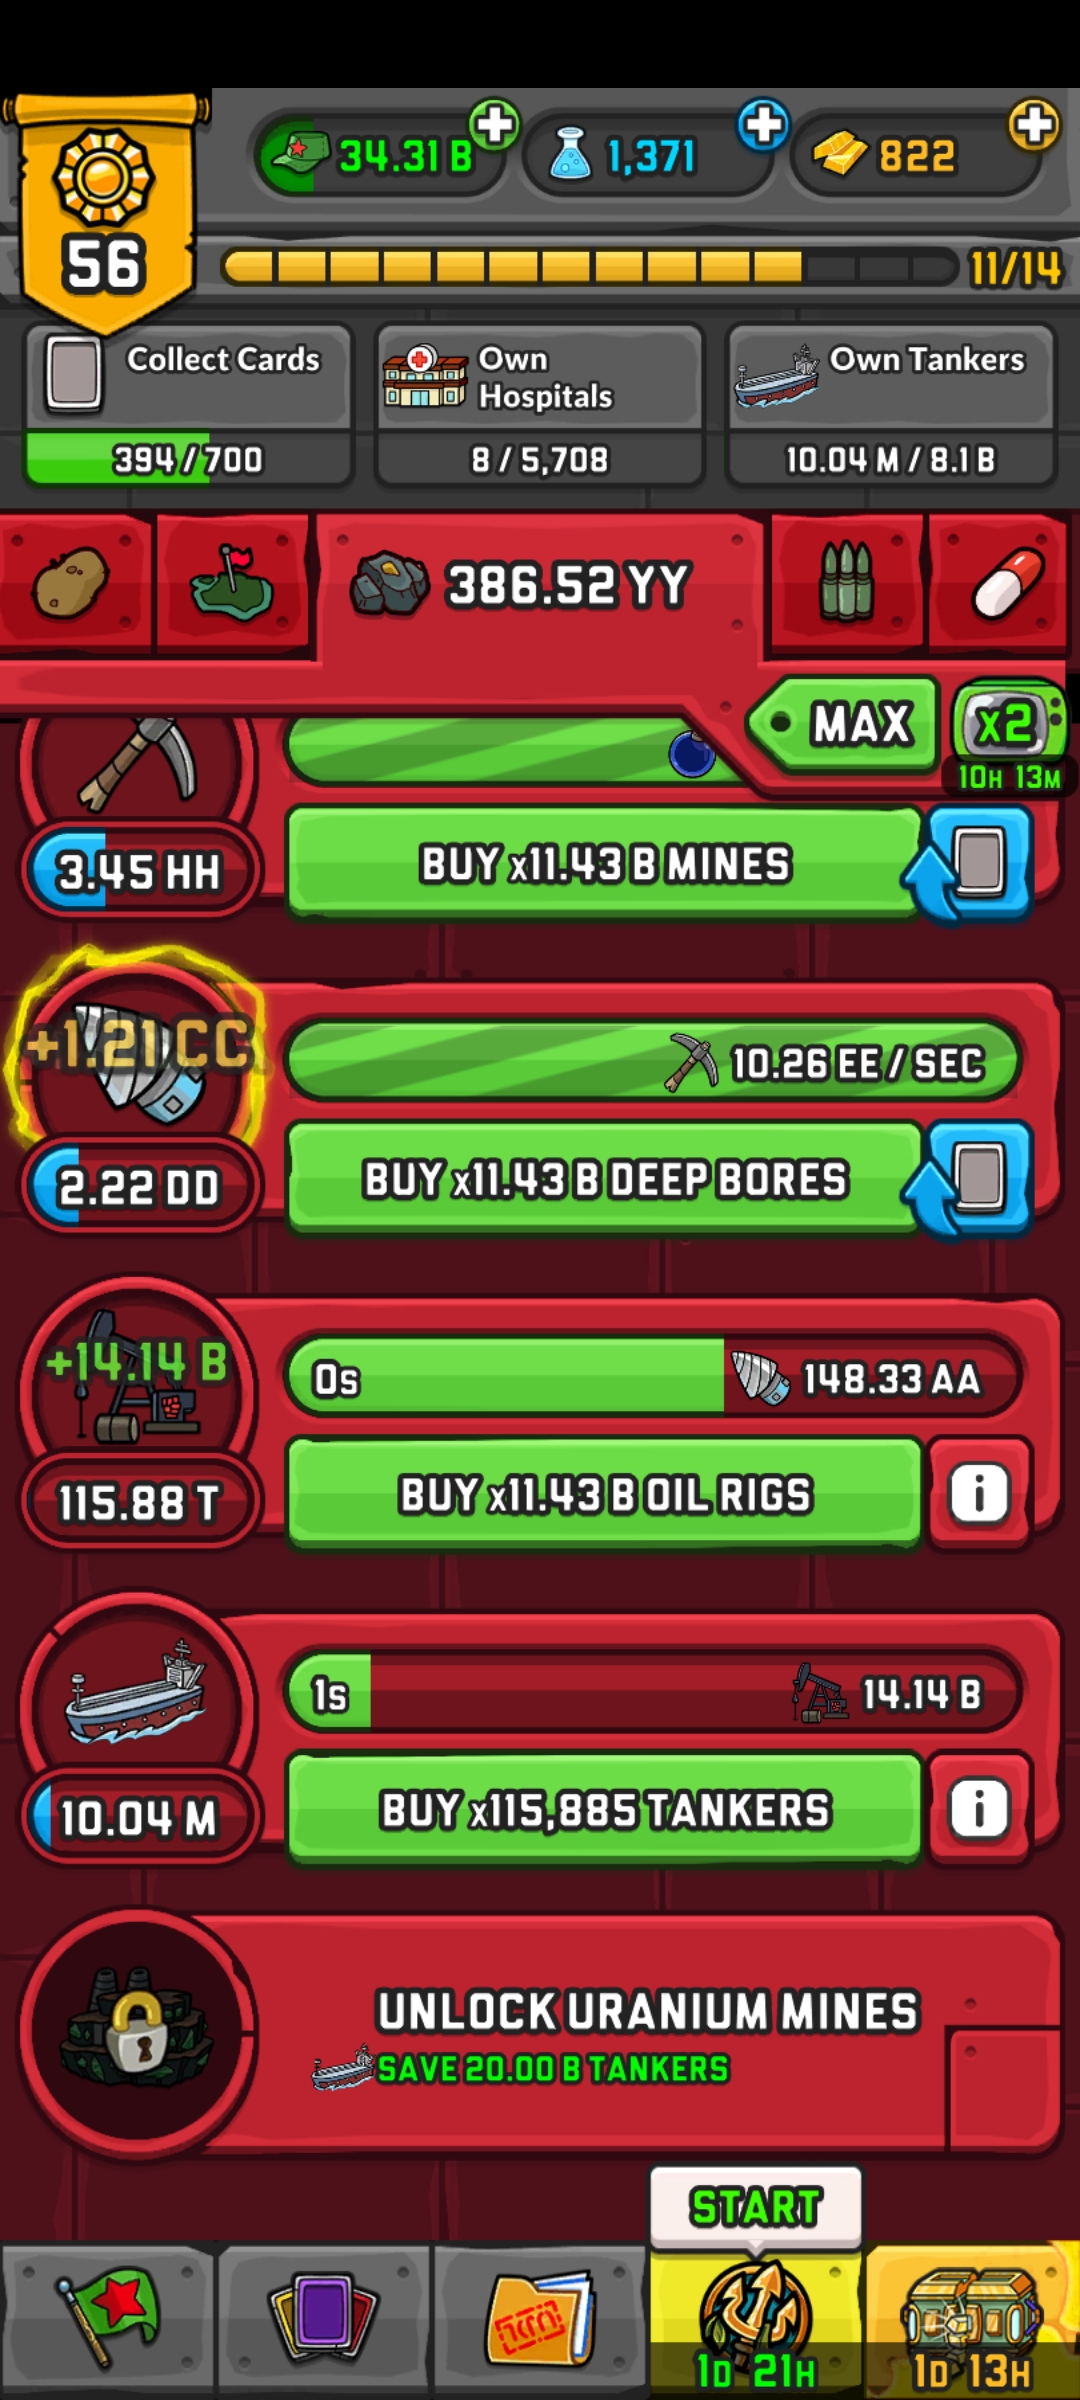 34.31 B
1,371
822
56
11/14
Collect Cards
394 / 700
Own
Hospitals
8 / 5,708
Own Tankers
10.04 M / 8.1 B
386.52 YY
MAX
x2
10H 13M
3.45 HH
BUY x11.43 B MINES
+1.21 CC
10.26 EE / SEC
2.22 DD
BUY x11.43 B DEEP BORES
+14.14 B
0s
148.33 AA
115.88 T
BUY x11.43 B OIL RIGS
i
1s
14.14 B
10.04 M
BUY x115,885 TANKERS
i
UNLOCK URANIUM MINES
SAVE 20.00 B TANKERS
START
1D 21H
1D 13H